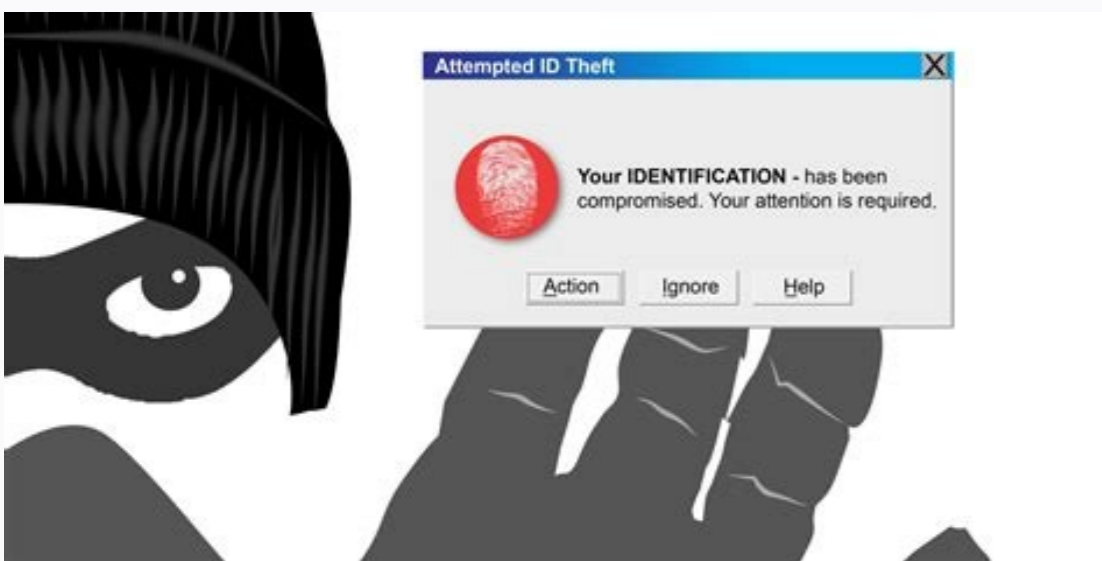 Attempted ID Theft
X
Your IDENTIFICATION - has been
compromised. Your attention is required.
Action Ignore Help